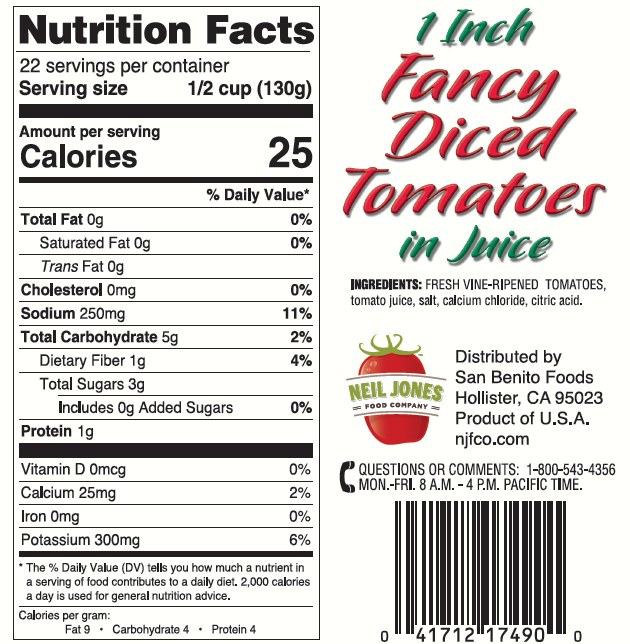 Nutrition Facts
22 servings per container
Serving size 1/2 cup (130g)
Amount per serving
Calories 25
% Daily Value*
Total Fat 0g 0%
Saturated Fat 0g 0%
Trans Fat 0g
Cholesterol 0mg 0%
Sodium 250mg 11%
Total Carbohydrate 5g 2%
Dietary Fiber 1g 4%
Total Sugars 3g
Includes 0g Added Sugars 0%
Protein 1g
Vitamin D 0mcg 0%
Calcium 25mg 2%
Iron 0mg 0%
Potassium 300mg 6%
* The % Daily Value (DV) tells you how much a nutrient in
a serving of food contributes to a daily diet. 2,000 calories
a day is used for general nutrition advice.
Calories per gram:
Fat 9 • Carbohydrate 4 • Protein 4
1 Inch
Fancy
Diced
Tomatoes
in Juice
INGREDIENTS: FRESH VINE-RIPENED TOMATOES,
tomato juice, salt, calcium chloride, citric acid.
NEIL JONES
FOOD COMPANY
Distributed by
San Benito Foods
Hollister, CA 95023
Product of U.S.A.
njfco.com
QUESTIONS OR COMMENTS: 1-800-543-4356
MON.-FRI. 8 A.M. - 4 P.M. PACIFIC TIME.
0 41712 17490 0